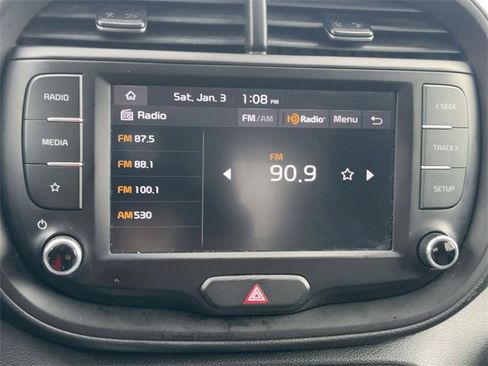 Sat, Jan. 3 1:08 PM
RADIO
MEDIA
Radio FM/AM HD Radio Menu
FM 87.5
FM 88.1
FM 100.1
AM 530
FM
90.9
< SEEK
TRACK >
SETUP